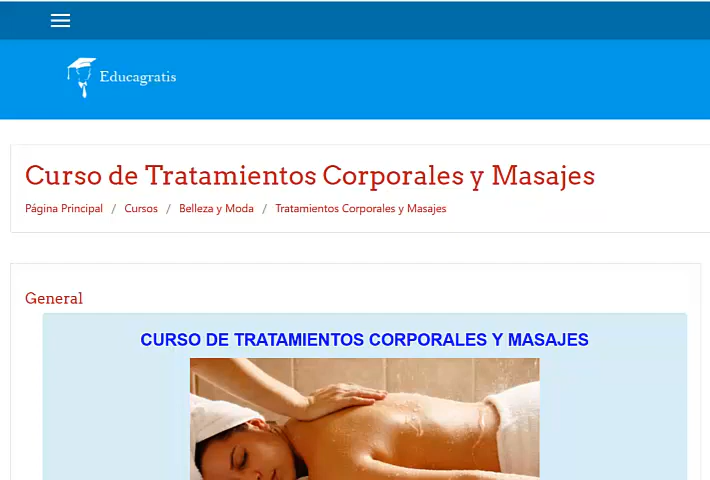 Educagratis
Curso de Tratamientos Corporales y Masajes
Página Principal / Cursos / Belleza y Moda / Tratamientos Corporales y Masajes
General
CURSO DE TRATAMIENTOS CORPORALES Y MASAJES